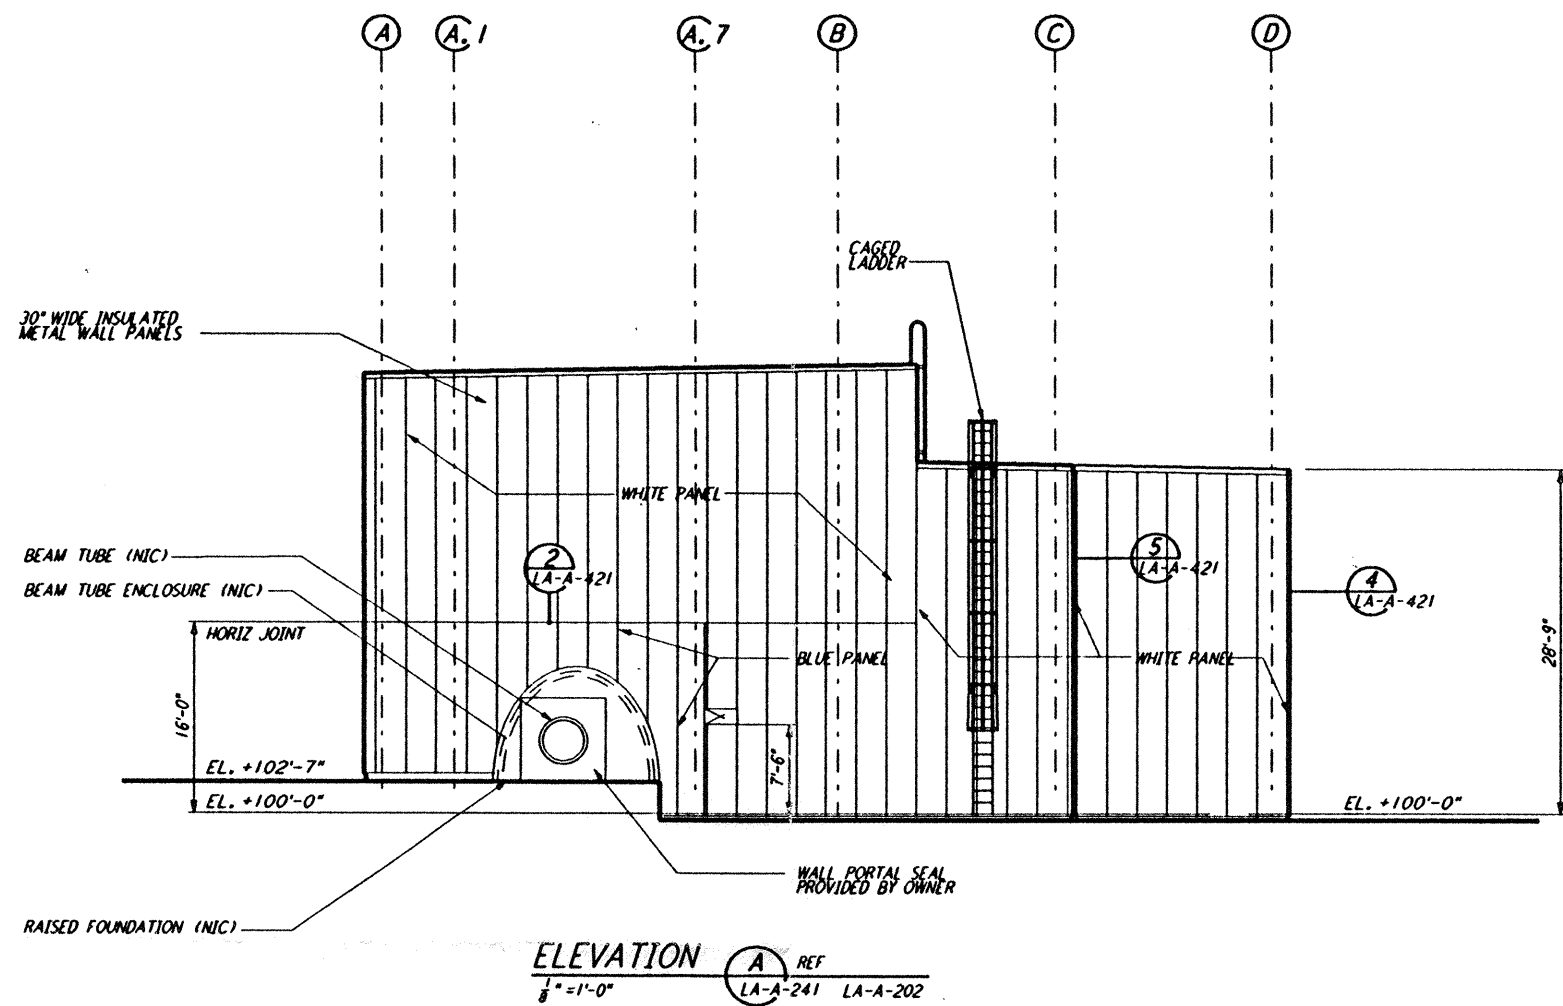 A
A.1
A.7
B
C
D
CAGED
LADDER
30" WIDE INSULATED
METAL WALL PANELS
WHITE PANEL
BEAM TUBE (NIC)
2
LA-A-421
5
LA-A-421
BEAM TUBE ENCLOSURE (NIC)
4
LA-A-421
HORIZ JOINT
BLUE PANEL
WHITE PANEL
28'-9"
16'-0"
7'-6"
EL. +102'-7"
EL. +100'-0"
EL. +100'-0"
WALL PORTAL SEAL
PROVIDED BY OWNER
RAISED FOUNDATION (NIC)
ELEVATION
A
REF
1/8" =1'-0"
LA-A-241
LA-A-202